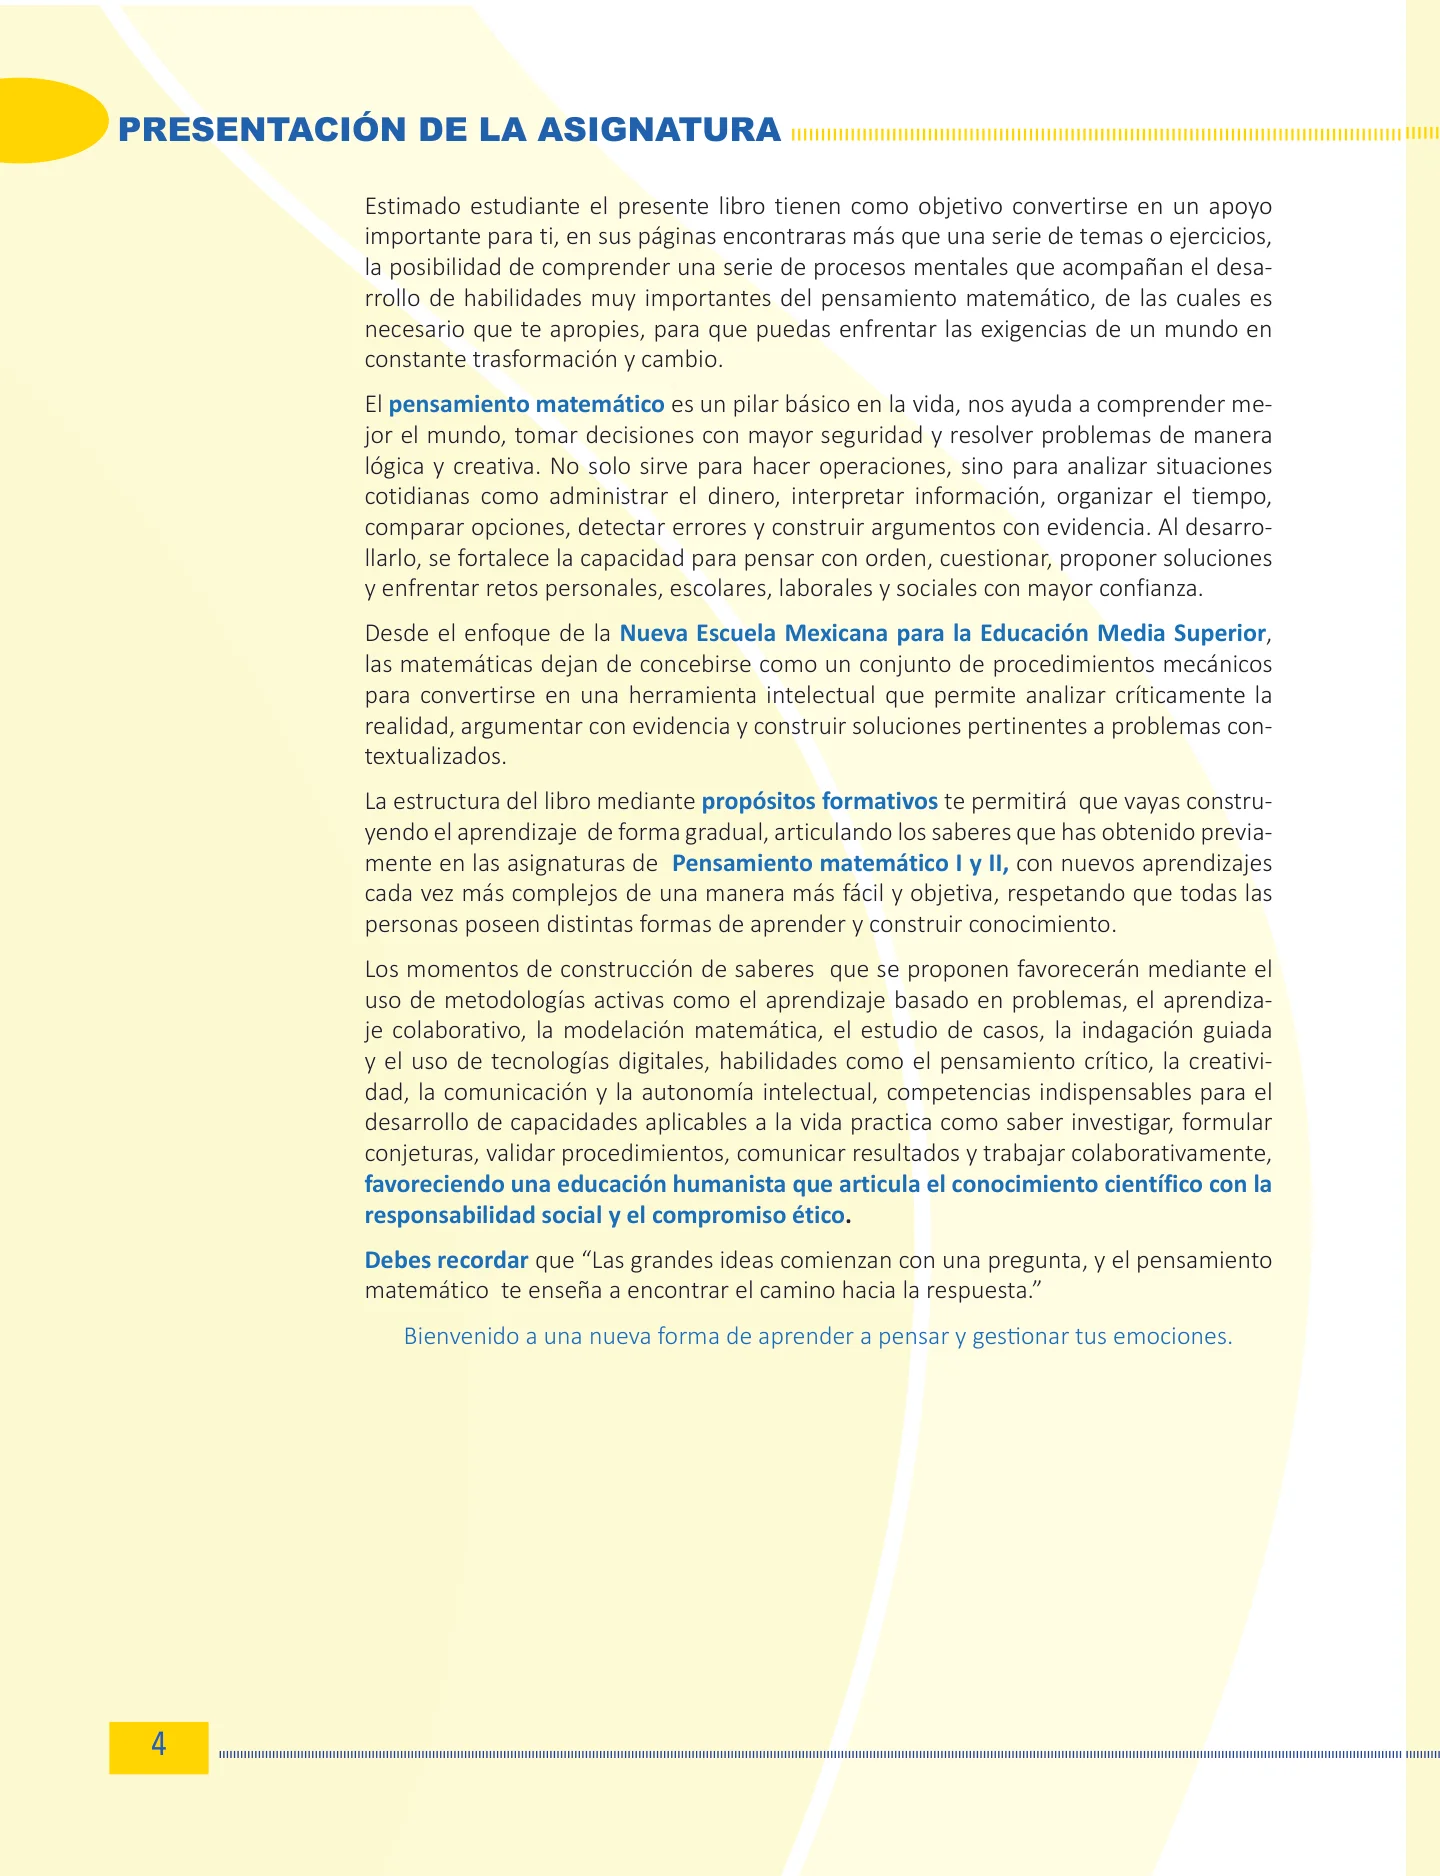 PRESENTACIÓN DE LA ASIGNATURA
Estimado estudiante el presente libro tienen como objetivo convertirse en un apoyo
importante para ti, en sus páginas encontraras más que una serie de temas o ejercicios,
la posibilidad de comprender una serie de procesos mentales que acompañan el desa-
rrollo de habilidades muy importantes del pensamiento matemático, de las cuales es
necesario que te apropies, para que puedas enfrentar las exigencias de un mundo en
constante trasformación y cambio.
El pensamiento matemático es un pilar básico en la vida, nos ayuda a comprender me-
jor el mundo, tomar decisiones con mayor seguridad y resolver problemas de manera
lógica y creativa. No solo sirve para hacer operaciones, sino para analizar situaciones
cotidianas como administrar el dinero, interpretar información, organizar el tiempo,
comparar opciones, detectar errores y construir argumentos con evidencia. Al desarro-
llarlo, se fortalece la capacidad para pensar con orden, cuestionar, proponer soluciones
y enfrentar retos personales, escolares, laborales y sociales con mayor confianza.
Desde el enfoque de la Nueva Escuela Mexicana para la Educación Media Superior,
las matemáticas dejan de concebirse como un conjunto de procedimientos mecánicos
para convertirse en una herramienta intelectual que permite analizar críticamente la
realidad, argumentar con evidencia y construir soluciones pertinentes a problemas con-
textualizados.
La estructura del libro mediante propósitos formativos te permitirá  que vayas constru-
yendo el aprendizaje  de forma gradual, articulando los saberes que has obtenido previa-
mente en las asignaturas de  Pensamiento matemático I y II, con nuevos aprendizajes
cada vez más complejos de una manera más fácil y objetiva, respetando que todas las
personas poseen distintas formas de aprender y construir conocimiento.
Los momentos de construcción de saberes  que se proponen favorecerán mediante el
uso de metodologías activas como el aprendizaje basado en problemas, el aprendiza-
je colaborativo, la modelación matemática, el estudio de casos, la indagación guiada
y el uso de tecnologías digitales, habilidades como el pensamiento crítico, la creativi-
dad, la comunicación y la autonomía intelectual, competencias indispensables para el
desarrollo de capacidades aplicables a la vida practica como saber investigar, formular
conjeturas, validar procedimientos, comunicar resultados y trabajar colaborativamente,
favoreciendo una educación humanista que articula el conocimiento científico con la
responsabilidad social y el compromiso ético.
Debes recordar que “Las grandes ideas comienzan con una pregunta, y el pensamiento
matemático  te enseña a encontrar el camino hacia la respuesta.”
Bienvenido a una nueva forma de aprender a pensar y gestionar tus emociones.
4